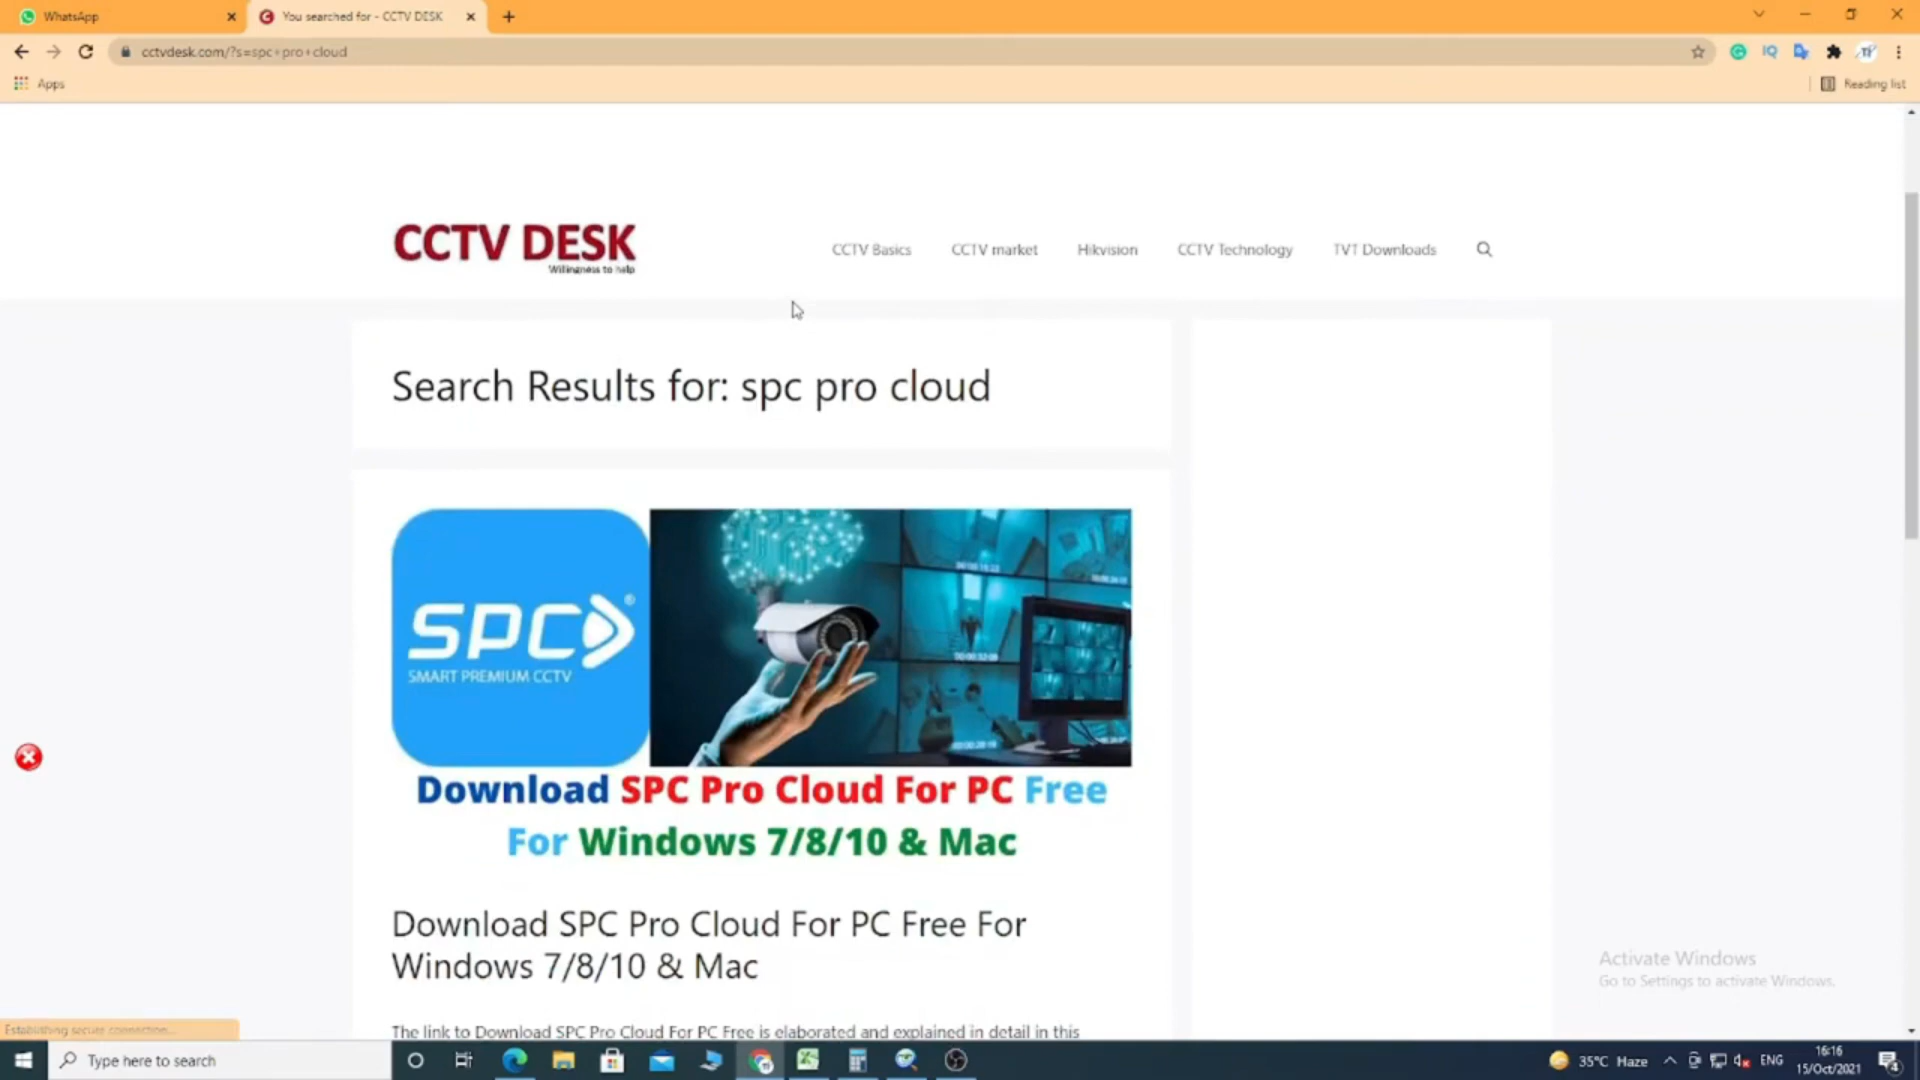 WhatsApp
You searched for - CCTV DESK
cctvdesk.com/?s=spc+pro+cloud
Apps
Reading list
CCTV DESK
Willingness to help
CCTV Basics
CCTV market
Hikvision
CCTV Technology
TVT Downloads
Search Results for: spc pro cloud
SPC
®
SMART PREMIUM CCTV
Download SPC Pro Cloud For PC Free
For Windows 7/8/10 & Mac
Download SPC Pro Cloud For PC Free For
Windows 7/8/10 & Mac
The link to Download SPC Pro Cloud For PC Free is elaborated and explained in detail in this
Activate Windows
Go to Settings to activate Windows.
Establishing secure connection...
Type here to search
35°C Haze
ENG
16:16
15/Oct/2021
4